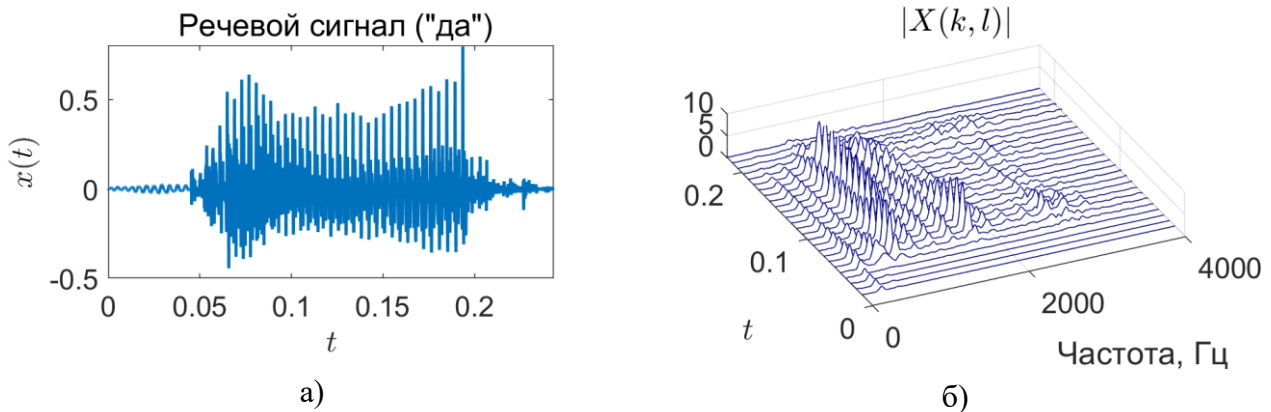 Речевой сигнал ("да")
0.5
0
-0.5
x(t)
0 0.05 0.1 0.15 0.2
t
а)
|X(k, l)|
10
5
0
0.2
0.1
0
t
0
2000
4000
Частота, Гц
б)